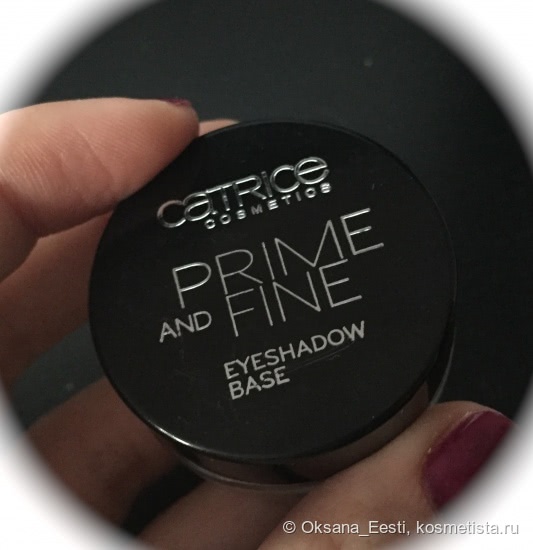 CATRICE
COSMETICS
PRIME
AND FINE
EYESHADOW
BASE
© Oksana_Eesti, kosmetista.ru